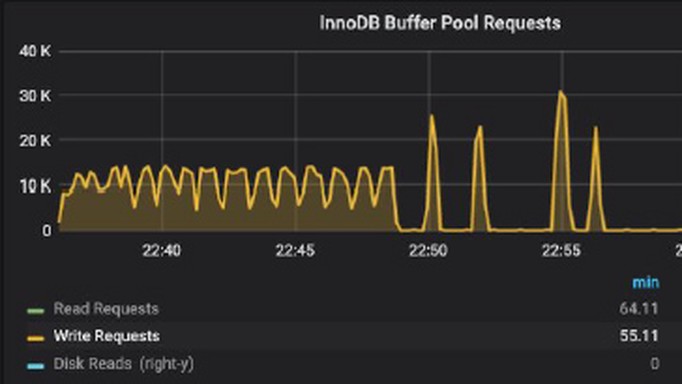 InnoDB Buffer Pool Requests
40 K
30 K
20 K
10 K
0
22:40 22:45 22:50 22:55 2
min
Read Requests 64.11
Write Requests 55.11
Disk Reads (right-y) 0